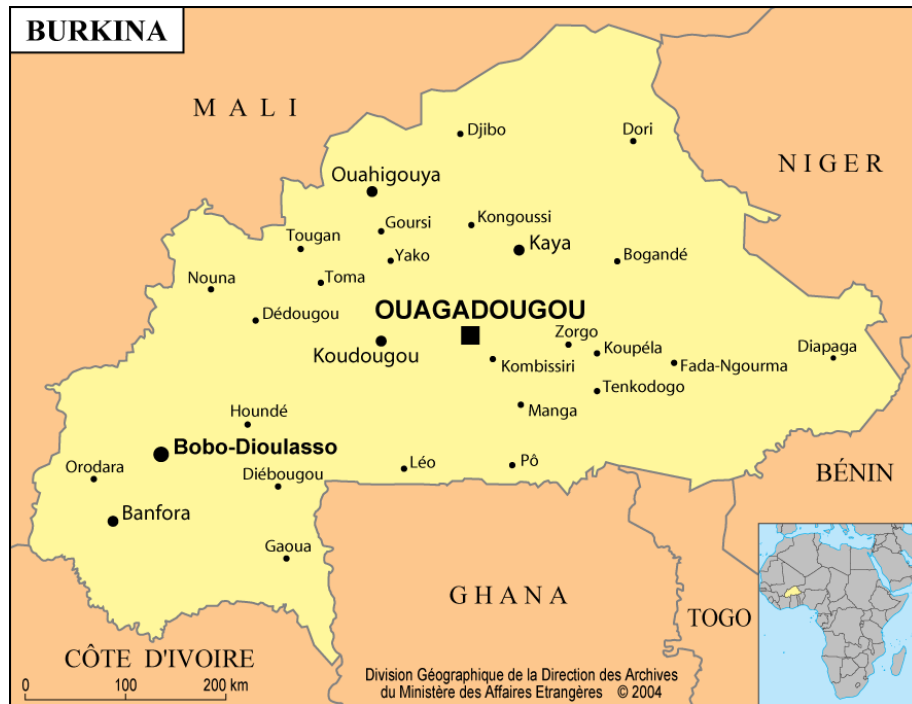 BURKINA
MALI
Djibo
Dori
NIGER
Ouahigouya
Goursi
Kongoussi
Tougan
Kaya
Yako
Bogandé
Nouna
Toma
Dédougou
OUAGADOUGOU
Zorgo
Koudougou
Koupéla
Diapaga
Kombissiri
Fada-Ngourma
Tenkodogo
Manga
Houndé
Bobo-Dioulasso
Orodara
Diébougou
Léo
Pô
BÉNIN
Banfora
Gaoua
GHANA
TOGO
CÔTE D'IVOIRE
0 100 200 km
Division Géographique de la Direction des Archives
du Ministère des Affaires Etrangères © 2004